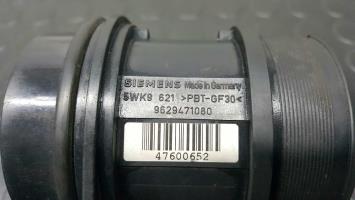 SIEMENS Made in Germany
5WK9 621 >PBT-GF30<
9629471080
47600652